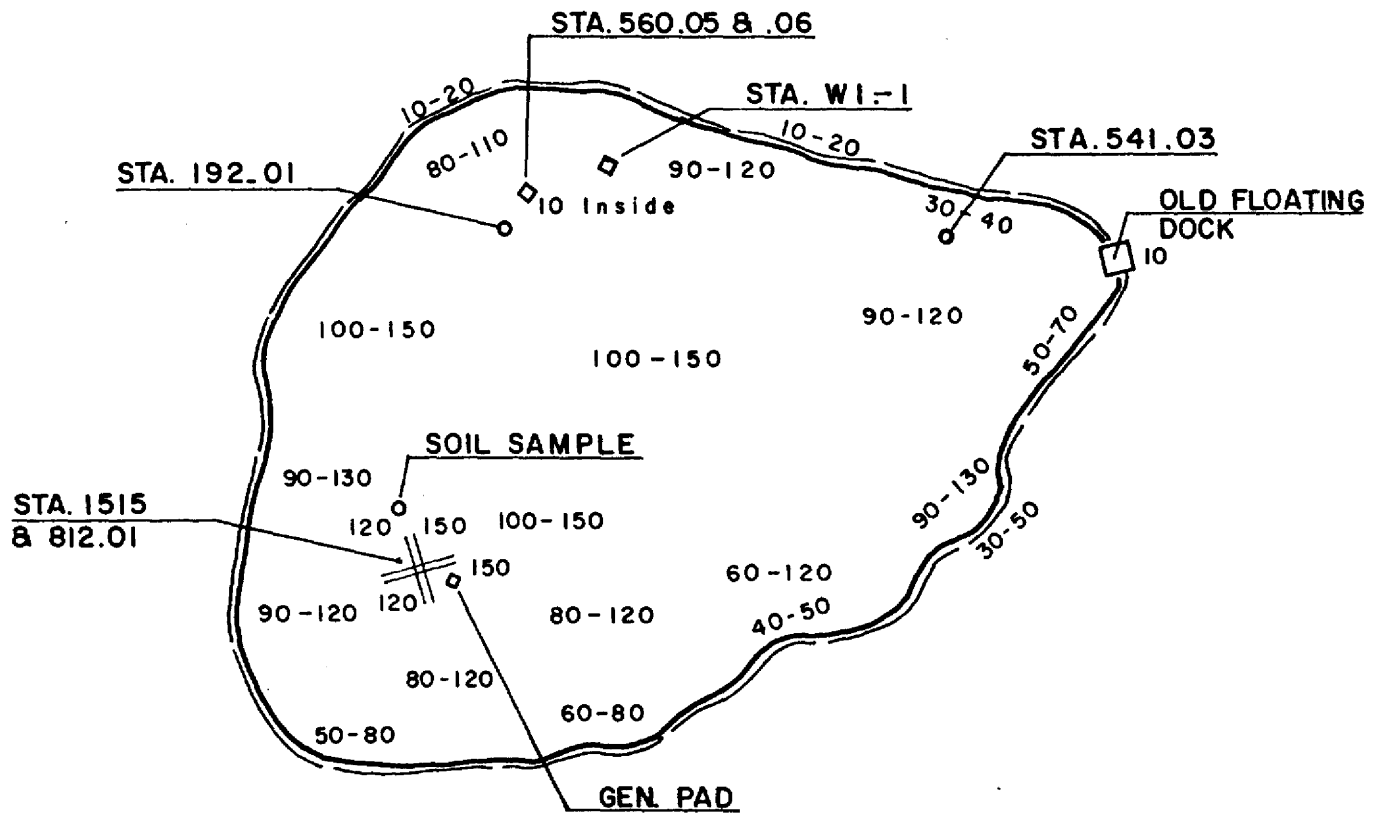 STA. 560.05 & .06
10-20
STA. W1.-1
10-20
80-110
90-120
STA. 541.03
STA. 192.01
10 Inside
30-40
OLD FLOATING
DOCK
10
100-150
90-120
100-150
50-70
SOIL SAMPLE
90-130
90-130
STA. 1515
& 812.01
120
150
100-150
30-50
150
60-120
120
90-120
80-120
40-50
80-120
60-80
50-80
GEN. PAD